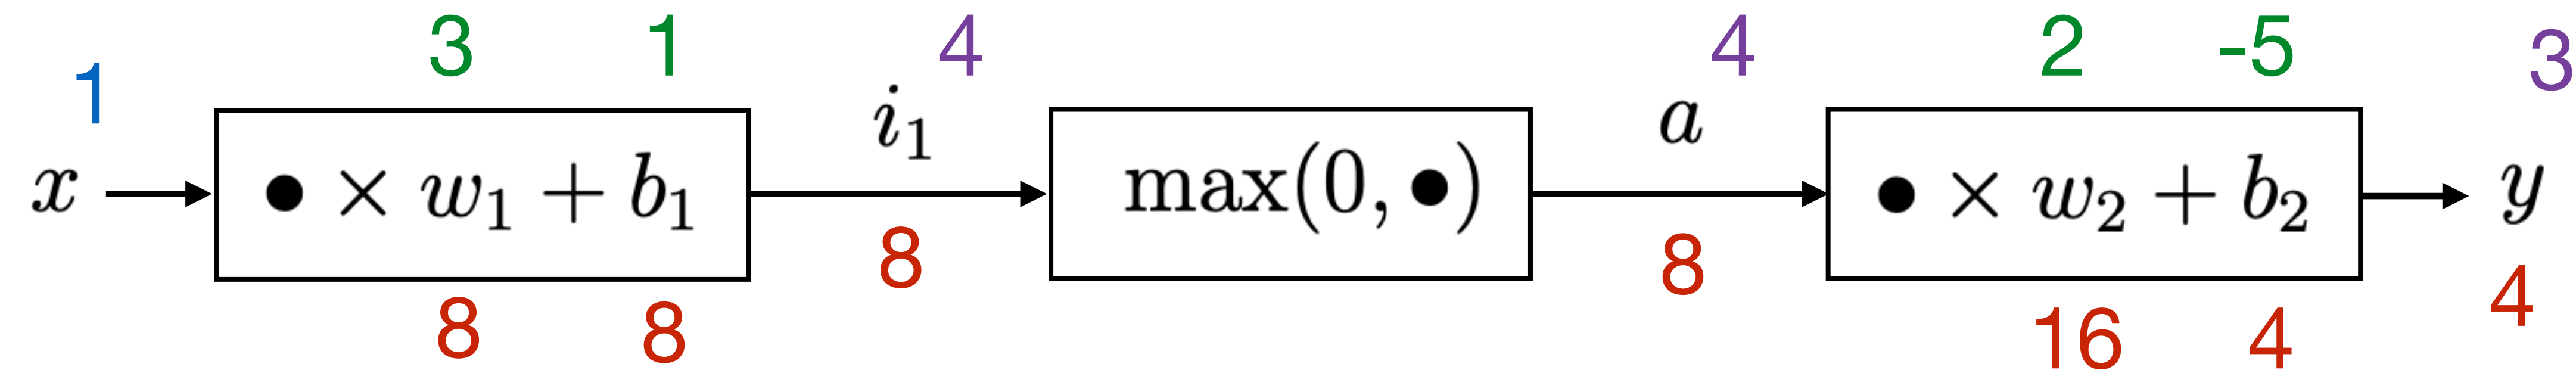 1 3 1 4 4 2 -5 3
x • × w₁ + b₁ i₁ max(0, •) a • × w₂ + b₂ y
8 8 8 8 16 4 4